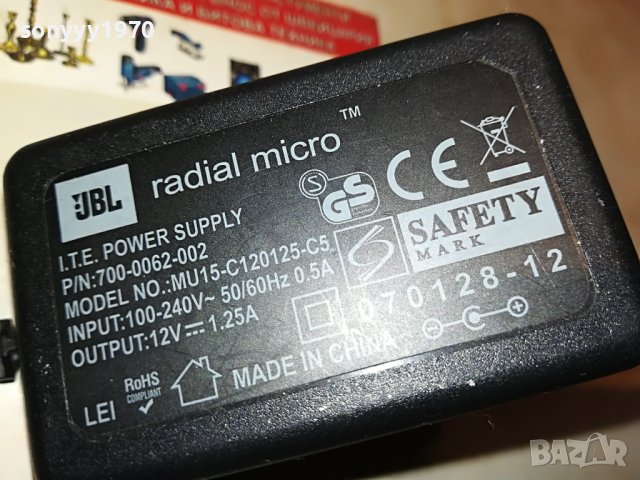 sonyyy1970
И БИТОВА ТЕХНИКА
JBL
radial micro™
S
GS
CE
I.T.E. POWER SUPPLY
P/N:700-0062-002
MODEL NO.:MU15-C120125-C5
INPUT:100-240V~ 50/60Hz 0.5A
OUTPUT:12V⎓1.25A
S
SAFETY
MARK
070128-12
LEI
RoHS
COMPLIANT
MADE IN CHINA
BAZAR
bg